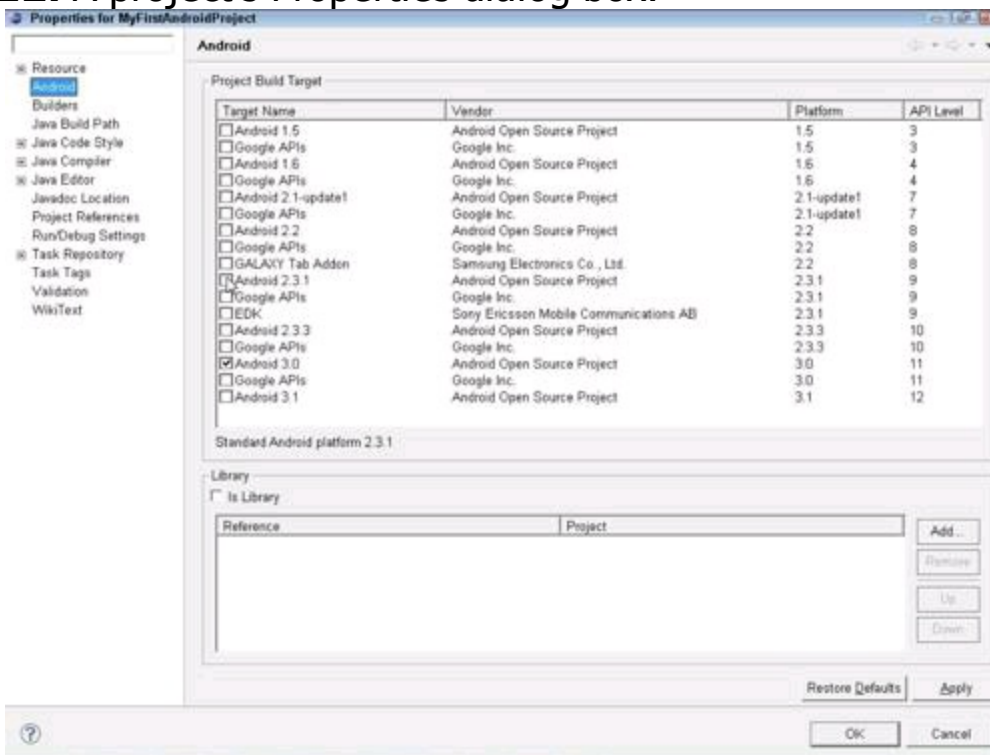 A project's Properties dialog box.
Properties for MyFirstAndroidProject
Android
Resource
Android
Builders
Java Build Path
Java Code Style
Java Compiler
Java Editor
Javadoc Location
Project References
Run/Debug Settings
Task Repository
Task Tags
Validation
WikiText
Project Build Target
Target Name Vendor Platform API Level
Android 1.5 Android Open Source Project 1.5 3
Google APIs Google Inc. 1.5 3
Android 1.6 Android Open Source Project 1.6 4
Google APIs Google Inc. 1.6 4
Android 2.1-update1 Android Open Source Project 2.1-update1 7
Google APIs Google Inc. 2.1-update1 7
Android 2.2 Android Open Source Project 2.2 8
Google APIs Google Inc. 2.2 8
GALAXY Tab Addon Samsung Electronics Co., Ltd. 2.2 8
Android 2.3.1 Android Open Source Project 2.3.1 9
Google APIs Google Inc. 2.3.1 9
EDK Sony Ericsson Mobile Communications AB 2.3.1 9
Android 2.3.3 Android Open Source Project 2.3.3 10
Google APIs Google Inc. 2.3.3 10
Android 3.0 Android Open Source Project 3.0 11
Google APIs Google Inc. 3.0 11
Android 3.1 Android Open Source Project 3.1 12
Standard Android platform 2.3.1
Library
Is Library
Reference Project
Add...
Remove
Up
Down
Restore Defaults Apply
OK Cancel